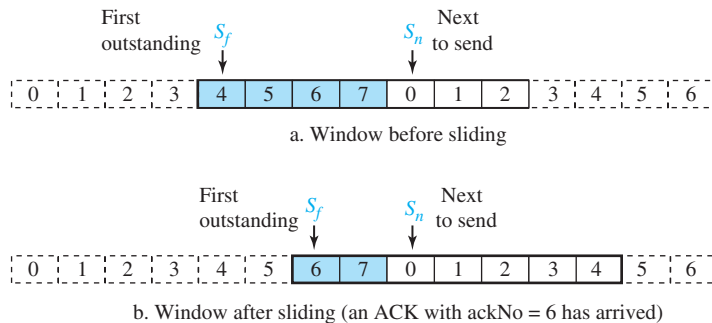 First Next
outstanding S_f S_n to send
0 1 2 3 4 5 6 7 0 1 2 3 4 5 6
a. Window before sliding
First Next
outstanding S_f S_n to send
0 1 2 3 4 5 6 7 0 1 2 3 4 5 6
b. Window after sliding (an ACK with ackNo = 6 has arrived)